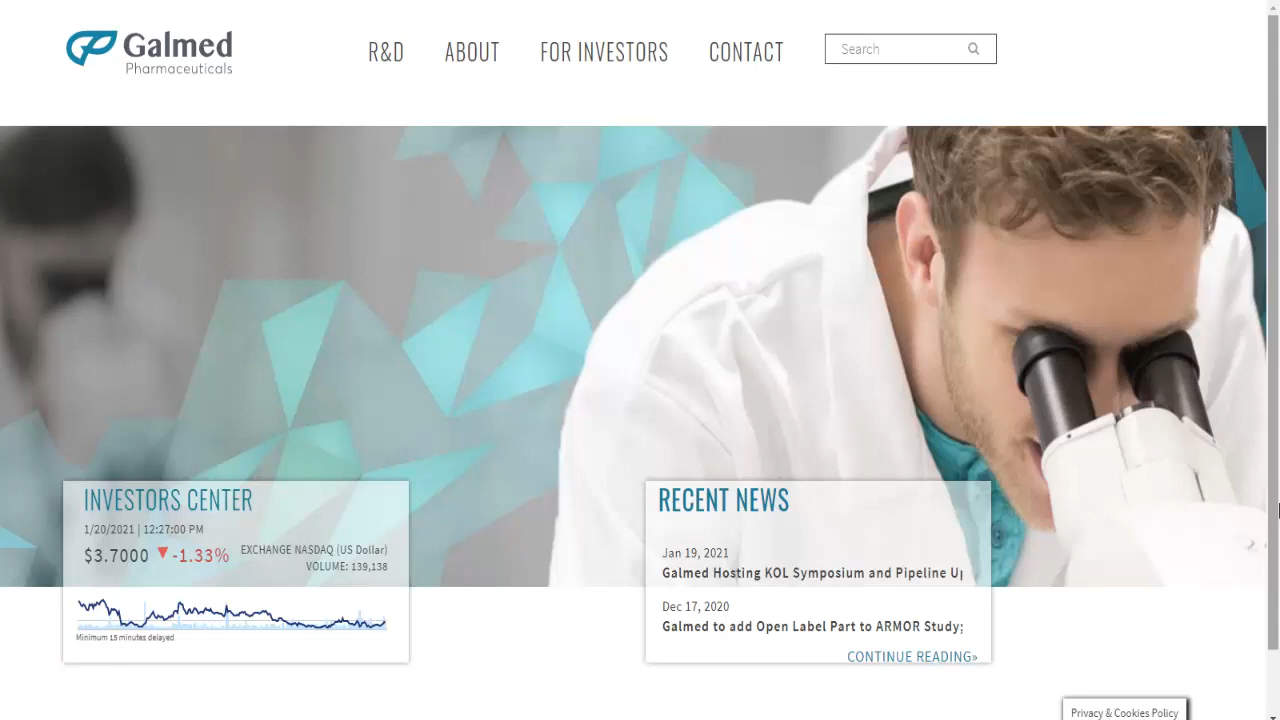 Galmed
Pharmaceuticals
R&D ABOUT FOR INVESTORS CONTACT Search
INVESTORS CENTER
1/20/2021 | 12:27:00 PM
$3.7000 -1.33% EXCHANGE NASDAQ (US Dollar)
VOLUME: 139,138
Minimum 15 minutes delayed
RECENT NEWS
Jan 19, 2021
Galmed Hosting KOL Symposium and Pipeline
Dec 17, 2020
Galmed to add Open Label Part to ARMOR Study;
CONTINUE READING»
Privacy & Cookies Policy